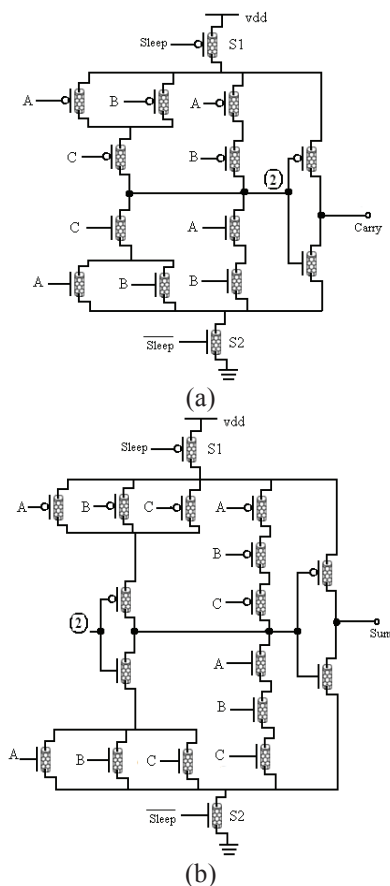 vdd
Sleep S1
A B A
C B
2
C A Carry
A B B
Sleep S2
(a)
vdd
Sleep S1
A B C A
B
C
2 Sum
A
B
A B C C
Sleep S2
(b)